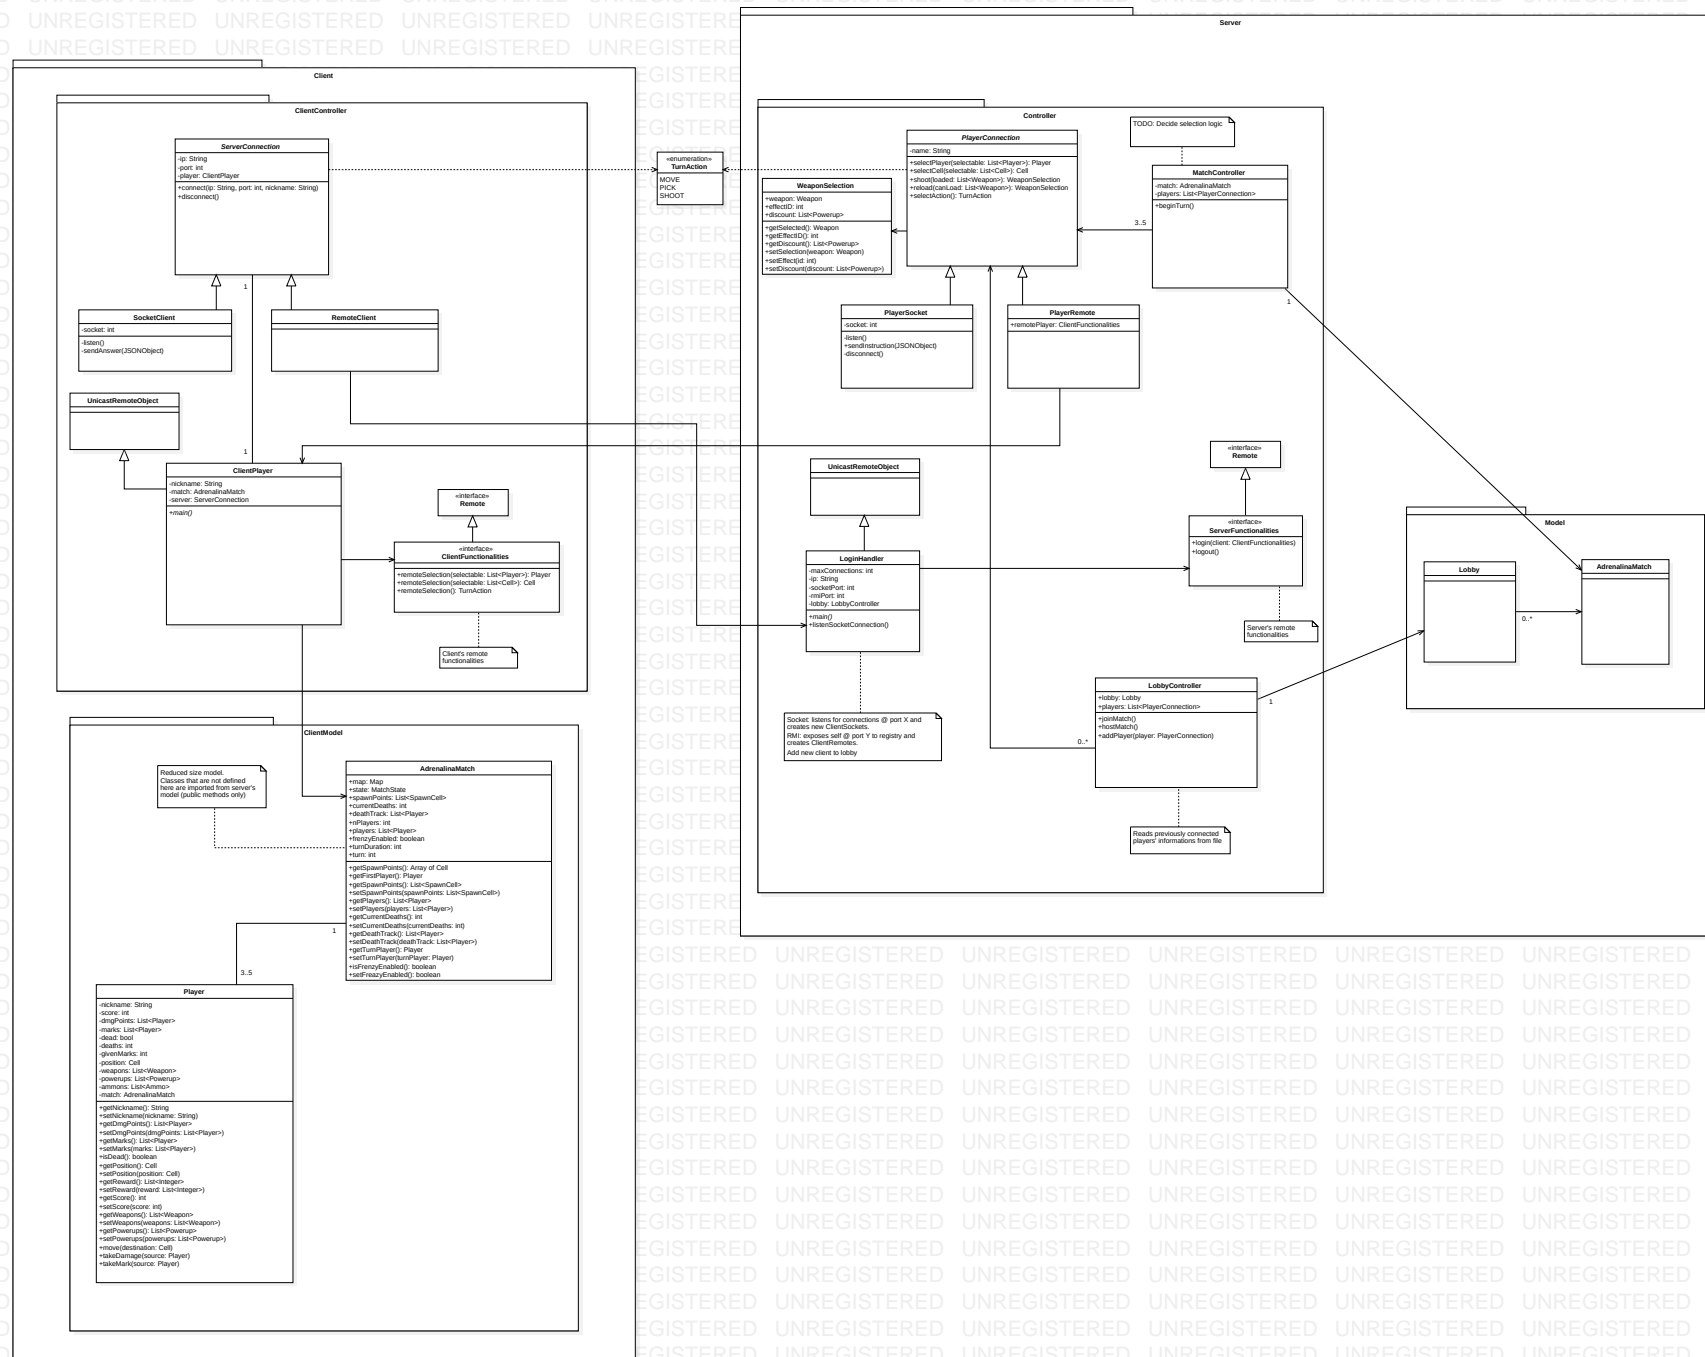 Client
ClientController
ServerConnection
-ip: String
-port: int
-player: ClientPlayer
+connect(ip: String, port: int, nickname: String)
+disconnect()
1
SocketClient
-socket: int
-listen()
-sendAnswer(JSONObject)
RemoteClient
UnicastRemoteObject
1
ClientPlayer
-nickname: String
-match: AdrenalinaMatch
-server: ServerConnection
+main()
«interface»
Remote
«interface»
ClientFunctionalities
+remoteSelection(selectable: List<Player>): Player
+remoteSelection(selectable: List<Cell>): Cell
+remoteSelection(): TurnAction
Client's remote
functionalities
ClientModel
Reduced size model.
Classes that are not defined
here are imported from server's
model (public methods only)
AdrenalinaMatch
+map: Map
+state: MatchState
+spawnPoints: List<SpawnCell>
+currentDeaths: int
+deathTrack: List<Player>
+nPlayers: int
+players: List<Player>
+frenzyEnabled: boolean
+turnDuration: int
+turn: int
+getSpawnPoints(): Array of Cell
+getFirstPlayer(): Player
+getSpawnPoints(): List<SpawnCell>
+setSpawnPoints(spawnPoints: List<SpawnCell>)
+getPlayers(): List<Player>
+setPlayers(players: List<Player>)
+getCurrentDeaths(): int
+setCurrentDeaths(currentDeaths: int)
+getDeathTrack(): List<Player>
+setDeathTrack(deathTrack: List<Player>)
+getTurnPlayer(): Player
+setTurnPlayer(turnPlayer: Player)
+isFrenzyEnabled(): boolean
+setFreazyEnabled(): boolean
1
3..5
Player
-nickname: String
-score: int
-dmgPoints: List<Player>
-marks: List<Player>
-dead: bool
-deaths: int
-givenMarks: int
-position: Cell
-weapons: List<Weapon>
-powerups: List<Powerup>
-ammons: List<Ammo>
-match: AdrenalinaMatch
+getNickname(): String
+setNickname(nickname: String)
+getDmgPoints(): List<Player>
+setDmgPoints(dmgPoints: List<Player>)
+getMarks(): List<Player>
+setMarks(marks: List<Player>)
+isDead(): boolean
+getPosition(): Cell
+setPosition(position: Cell)
+getReward(): List<Integer>
+setReward(reward: List<Integer>)
+getScore(): int
+setScore(score: int)
+getWeapons(): List<Weapon>
+setWeapons(weapons: List<Weapon>)
+getPowerups(): List<Powerup>
+setPowerups(powerups: List<Powerup>)
+move(destination: Cell)
+takeDamage(source: Player)
+takeMark(source: Player)
«enumeration»
TurnAction
MOVE
PICK
SHOOT
Server
Controller
PlayerConnection
-name: String
+selectPlayer(selectable: List<Player>): Player
+selectCell(selectable: List<Cell>): Cell
+shoot(loaded: List<Weapon>): WeaponSelection
+reload(canLoad: List<Weapon>): WeaponSelection
+selectAction(): TurnAction
WeaponSelection
+weapon: Weapon
+effectID: int
+discount: List<Powerup>
+getSelected(): Weapon
+getEffectID(): int
+getDiscount(): List<Powerup>
+setSelection(weapon: Weapon)
+setEffect(id: int)
+setDiscount(discount: List<Powerup>)
TODO: Decide selection logic
MatchController
-match: AdrenalinaMatch
-players: List<PlayerConnection>
+beginTurn()
3..5
1
PlayerSocket
-socket: int
-listen()
+sendInstruction(JSONObject)
-disconnect()
PlayerRemote
+remotePlayer: ClientFunctionalities
UnicastRemoteObject
LoginHandler
-maxConnections: int
-ip: String
-socketPort: int
-rmiPort: int
-lobby: LobbyController
+main()
+listenSocketConnection()
«interface»
Remote
«interface»
ServerFunctionalities
+login(client: ClientFunctionalities)
+logout()
Server's remote
functionalities
Socket: listens for connections @ port X and
creates new ClientSockets.
RMI: exposes self @ port Y to registry and
creates ClientRemotes.
Add new client to lobby
LobbyController
+lobby: Lobby
+players: List<PlayerConnection>
+joinMatch()
+hostMatch()
+addPlayer(player: PlayerConnection)
0..*
1
Reads previously connected
players' informations from file
Model
Lobby
0..*
AdrenalinaMatch
UNREGISTERED UNREGISTERED UNREGISTERED UNREGISTERED